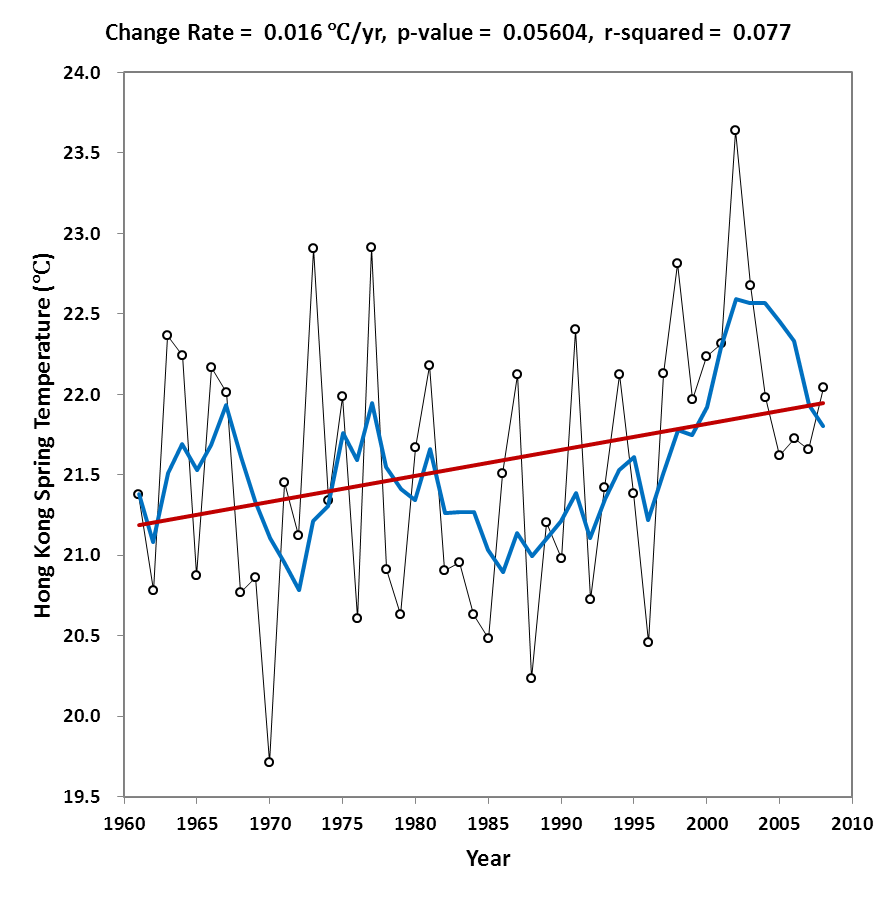 Change Rate = 0.016 ℃/yr, p-value = 0.05604, r-squared = 0.077
24.0
23.5
23.0
22.5
22.0
21.5
21.0
20.5
20.0
19.5
Hong Kong Spring Temperature (℃)
1960 1965 1970 1975 1980 1985 1990 1995 2000 2005 2010
Year